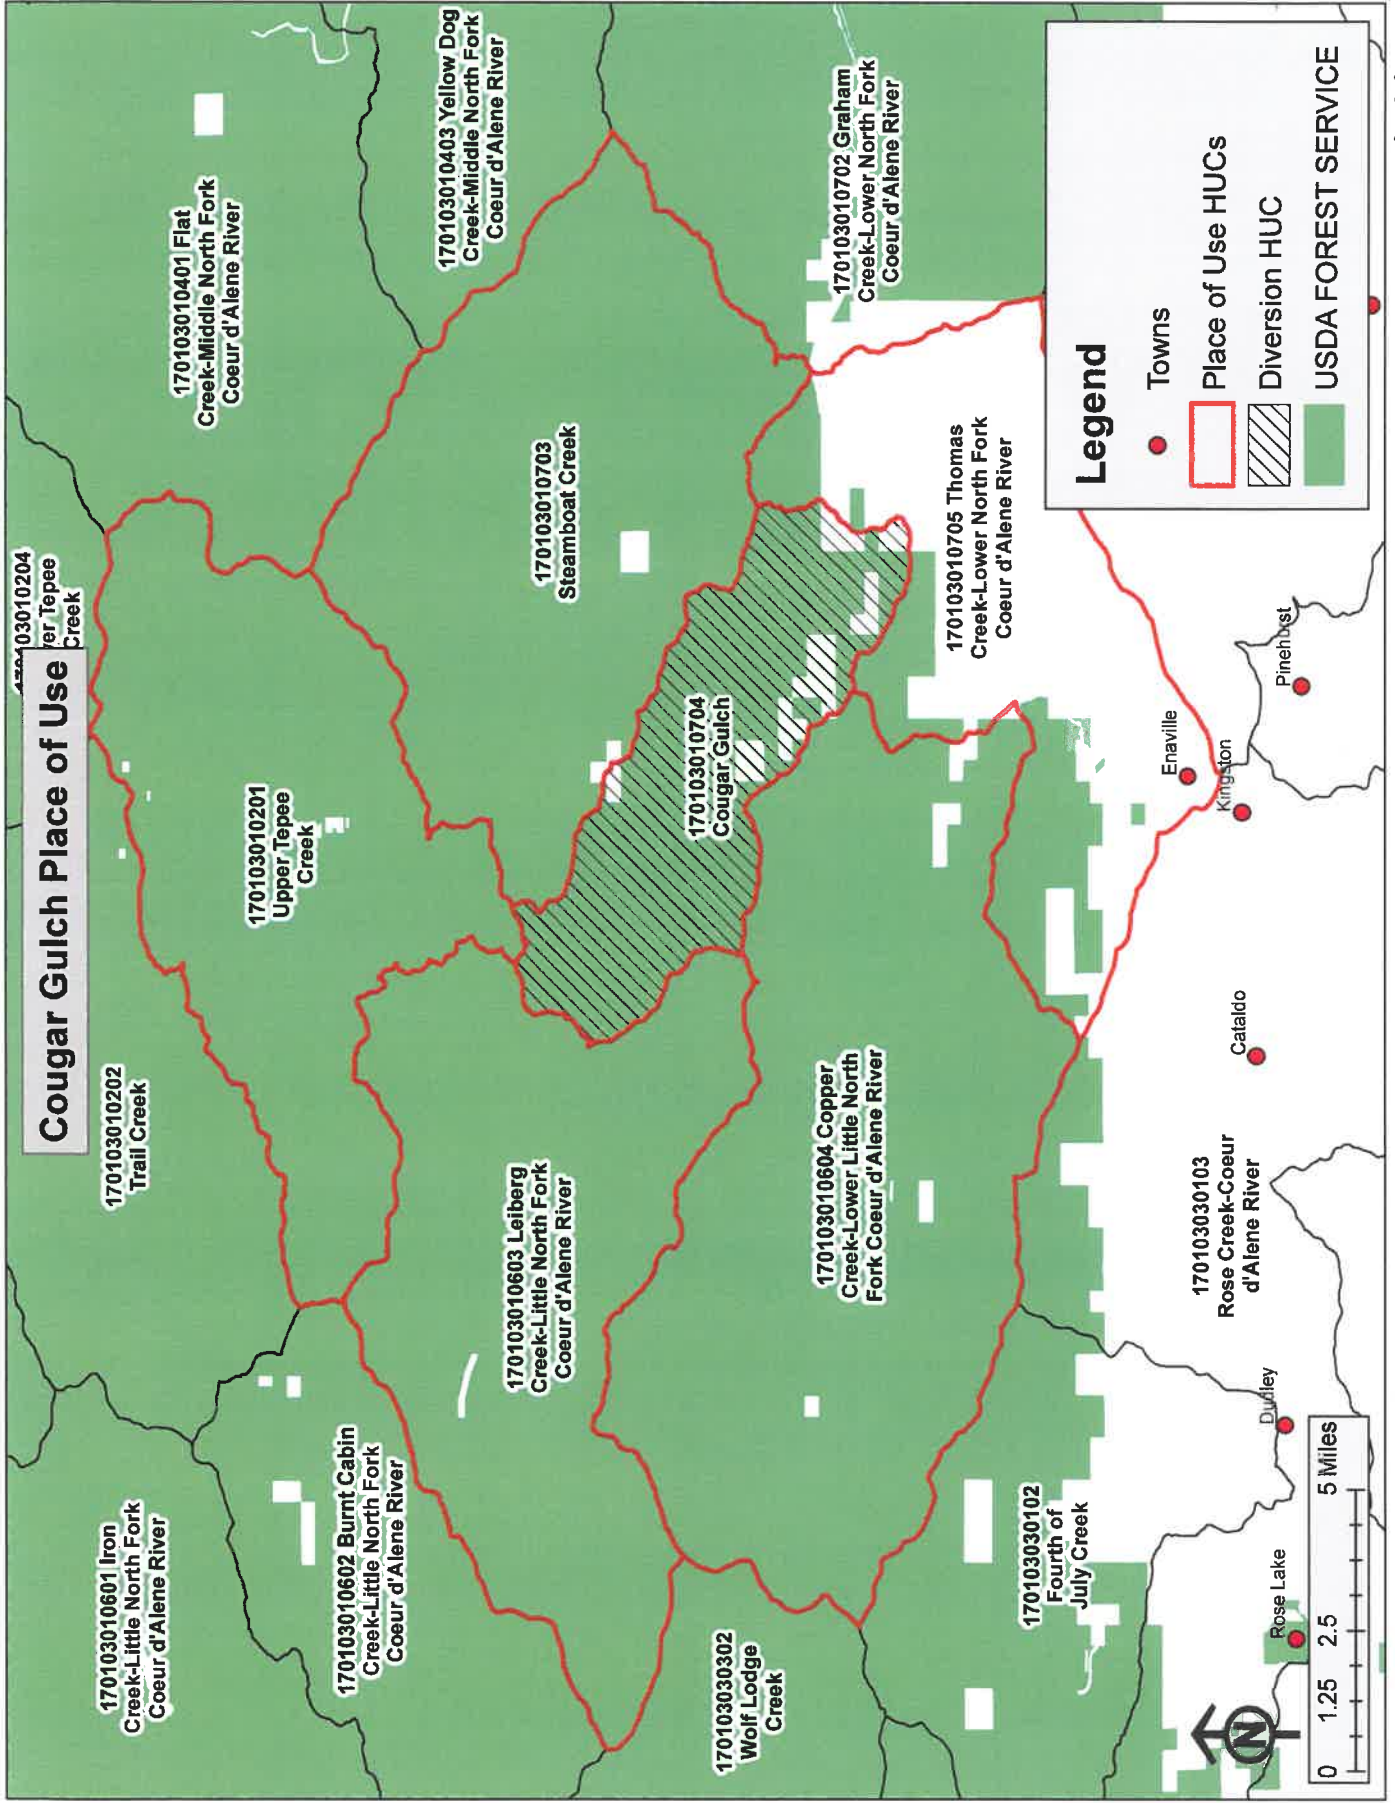 Cougar Gulch Place of Use
170103010601 Iron
Creek-Little North Fork
Coeur d'Alene River
170103010202
Trail Creek
Creek
170103010401 Flat
Creek-Middle North Fork
Coeur d'Alene River
170103010602 Burnt Cabin
Creek-Little North Fork
Coeur d'Alene River
170103010201
Upper Tepee
Creek
170103010403 Yellow Dog
Creek-Middle North Fork
Coeur d'Alene River
170103010603 Leiberg
Creek-Little North Fork
Coeur d'Alene River
170103010703
Steamboat Creek
170103010704
Cougar Gulch
170103030302
Wolf Lodge
Creek
170103010604 Copper
Creek-Lower Little North
Fork Coeur d'Alene River
170103010702 Graham
Creek-Lower North Fork
Coeur d'Alene River
170103010705 Thomas
Creek-Lower North Fork
Coeur d'Alene River
170103030102
Fourth of
July Creek
170103030103
Rose Creek-Coeur
d'Alene River
Enaville
Kingston
Pinehurst
Cataldo
Dudley
Rose Lake
N
0 1.25 2.5 5 Miles
Legend
Towns
Place of Use HUCs
Diversion HUC
USDA FOREST SERVICE